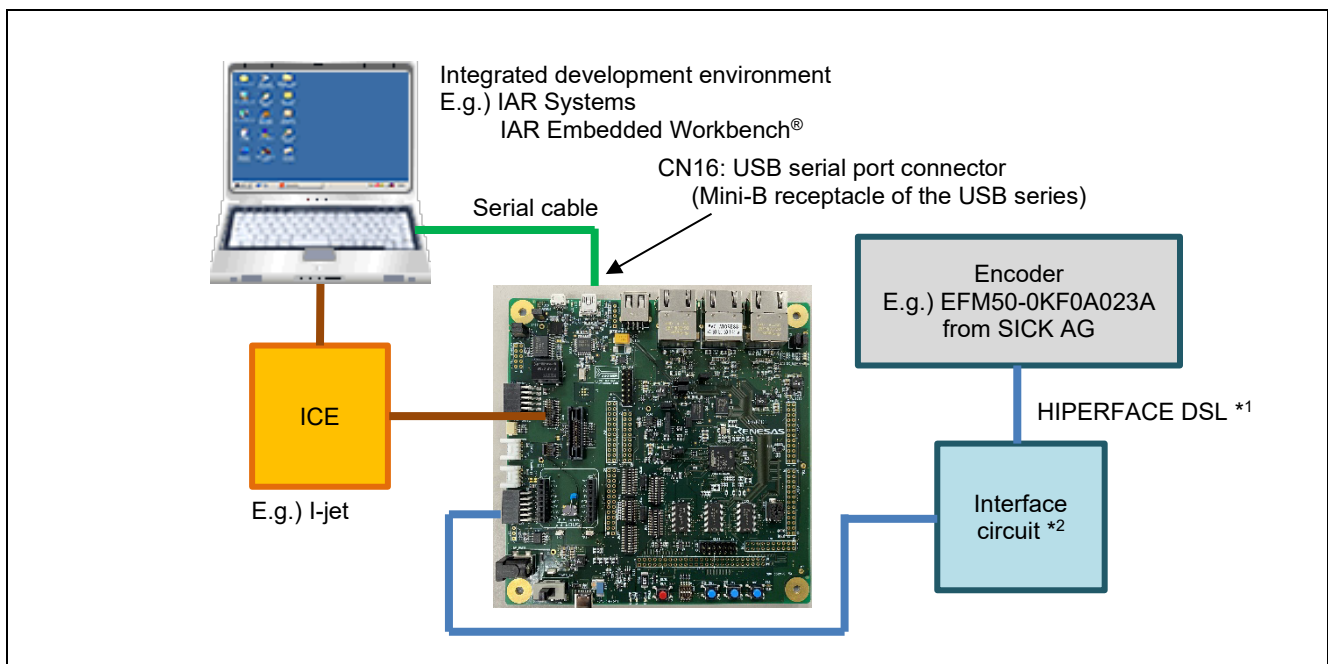 Integrated development environment
E.g.) IAR Systems
IAR Embedded Workbench®
CN16: USB serial port connector
(Mini-B receptacle of the USB series)
Serial cable
Encoder
E.g.) EFM50-0KF0A023A
from SICK AG
ICE
HIPERFACE DSL *1
RENESAS
E.g.) I-jet
Interface
circuit *2